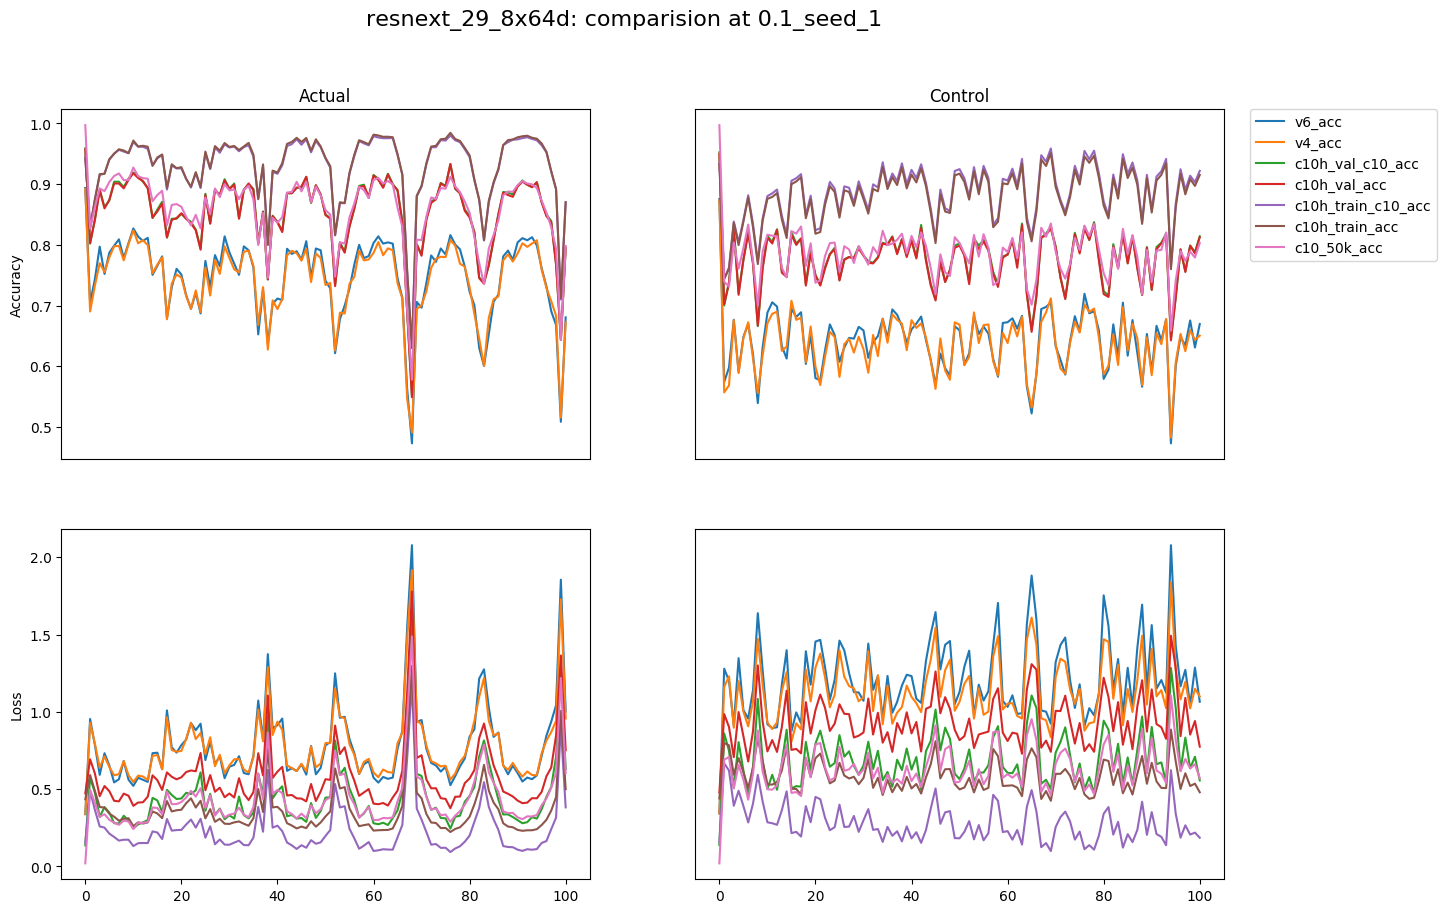 resnext_29_8x64d: comparision at 0.1_seed_1
Actual
Control
Accuracy
1.0
0.9
0.8
0.7
0.6
0.5
v6_acc
v4_acc
c10h_val_c10_acc
c10h_val_acc
c10h_train_c10_acc
c10h_train_acc
c10_50k_acc
Loss
2.0
1.5
1.0
0.5
0.0
0 20 40 60 80 100
0 20 40 60 80 100